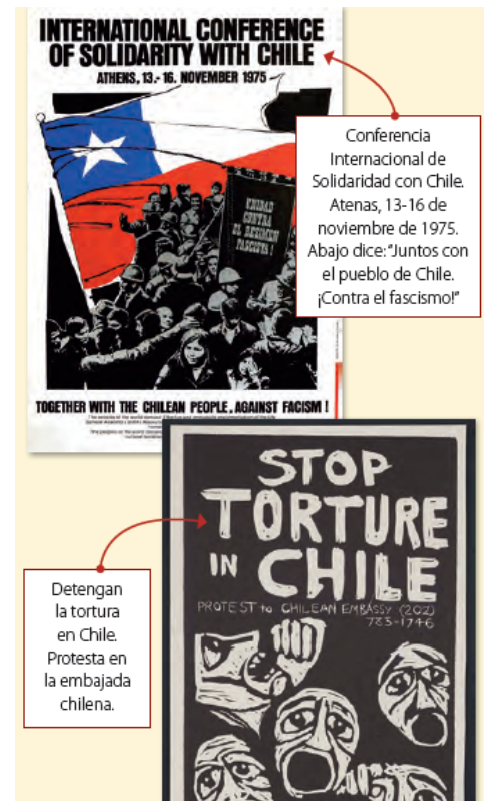 INTERNATIONAL CONFERENCE
OF SOLIDARITY WITH CHILE
ATHENS, 13.- 16. NOVEMBER 1975
UNIDAD
CONTRA
EL REGIMEN
FASCISTA!
TOGETHER WITH THE CHILEAN PEOPLE, AGAINST FACISM!
Conferencia
Internacional de
Solidaridad con Chile.
Atenas, 13-16 de
noviembre de 1975.
Abajo dice: "Juntos con
el pueblo de Chile.
¡Contra el fascismo!"
STOP
TORTURE
IN CHILE
PROTEST to CHILEAN EMBASSY (202)
785-1746
Detengan
la tortura
en Chile.
Protesta en
la embajada
chilena.